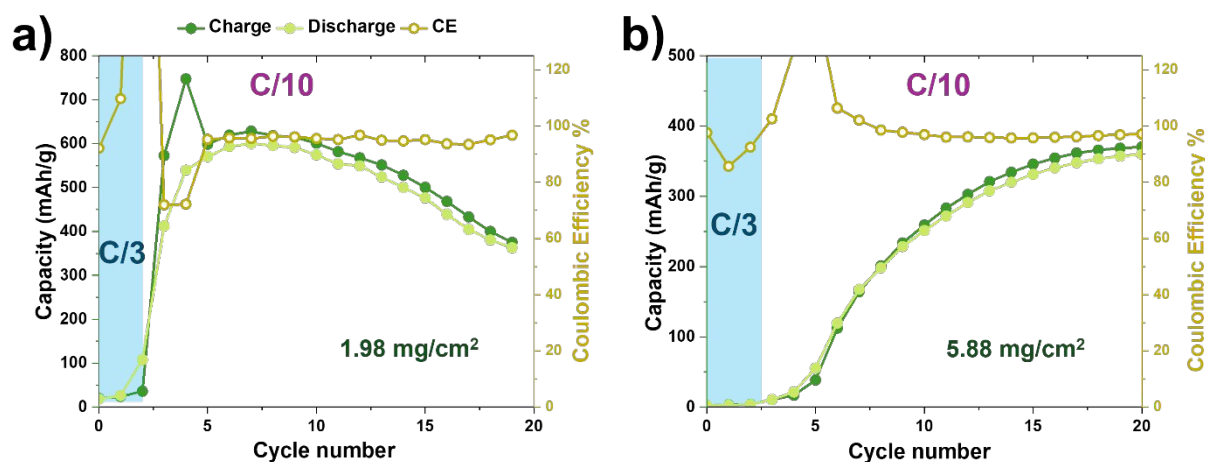 a)
Charge Discharge CE
800
700
600
500
400
300
200
100
0
Capacity (mAh/g)
C/3
C/10
1.98 mg/cm²
120
100
80
60
40
20
0
Coulombic Efficiency %
0 5 10 15 20
Cycle number
b)
500
400
300
200
100
0
Capacity (mAh/g)
C/3
C/10
5.88 mg/cm²
120
100
80
60
40
20
0
Coulombic Efficiency %
0 5 10 15 20
Cycle number